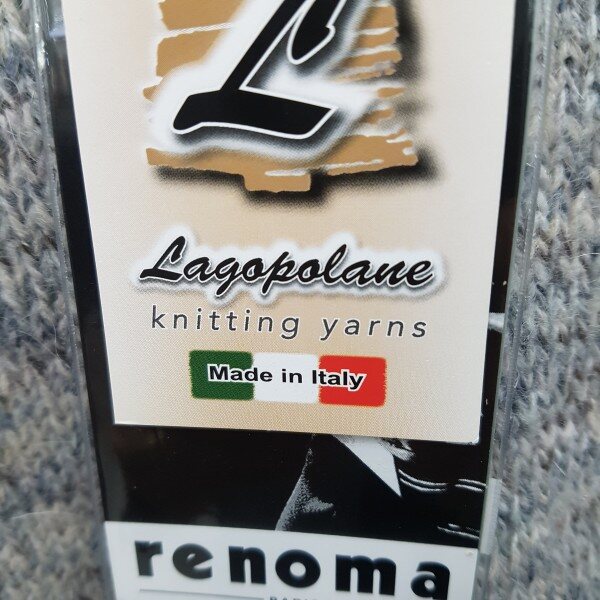 L
Lagopolane
knitting yarns
Made in Italy
renoma